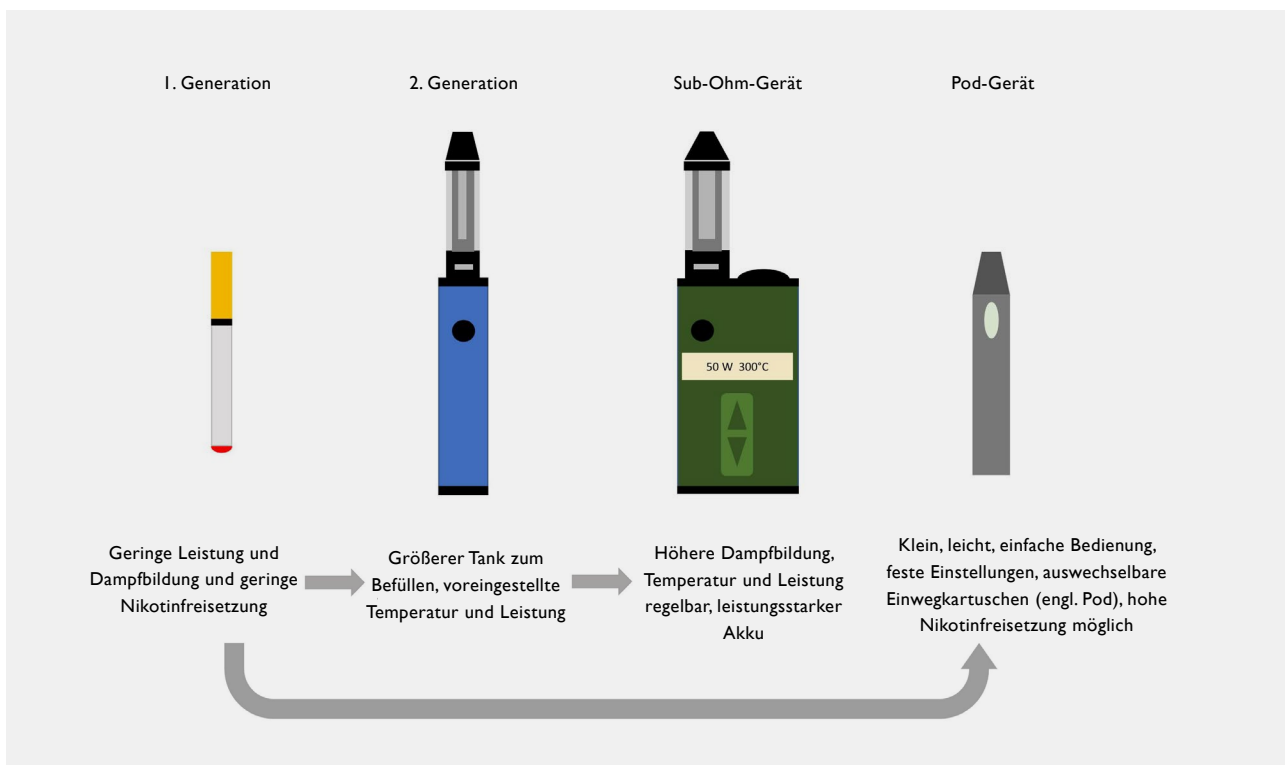 1. Generation
2. Generation
Sub-Ohm-Gerät
Pod-Gerät
50 W 300°C
Geringe Leistung und
Dampfbildung und geringe
Nikotinfreisetzung
Größerer Tank zum
Befüllen, voreingestellte
Temperatur und Leistung
Höhere Dampfbildung,
Temperatur und Leistung
regelbar, leistungsstarker
Akku
Klein, leicht, einfache Bedienung,
feste Einstellungen, auswechselbare
Einwegkartuschen (engl. Pod), hohe
Nikotinfreisetzung möglich